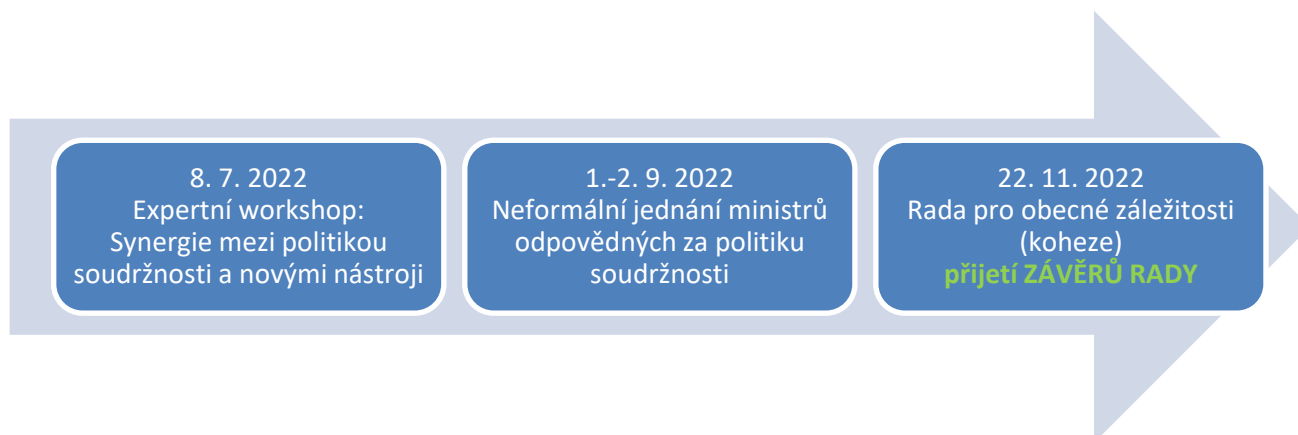 8. 7. 2022
Expertní workshop:
Synergie mezi politikou
soudržnosti a novými nástroji
1.-2. 9. 2022
Neformální jednání ministrů
odpovědných za politiku
soudržnosti
22. 11. 2022
Rada pro obecné záležitosti
(koheze)
přijetí ZÁVĚRŮ RADY